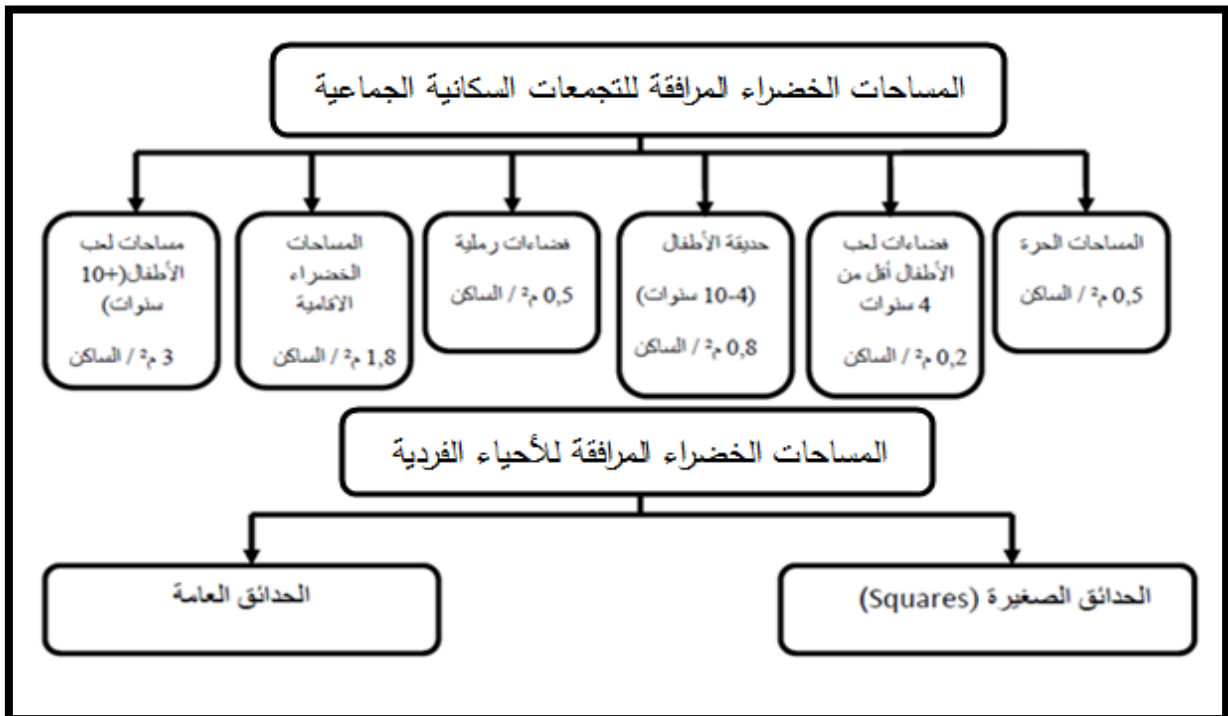 المساحات الخضراء المرافقة للتجمعات السكانية الجماعية
المساحات الحرة
0,5 م² / الساكن
فضاءات لعب
الأطفال أقل من
4 سنوات
0,2 م² / الساكن
حديقة الأطفال
(4-10 سنوات)
0,8 م² / الساكن
فضاءات رملية
0,5 م² / الساكن
المساحات
الخضراء
الاقامية
1,8 م² / الساكن
مساحات لعب
الأطفال(+10
سنوات)
3 م² / الساكن
المساحات الخضراء المرافقة للأحياء الفردية
الحدائق الصغيرة (Squares)
الحدائق العامة